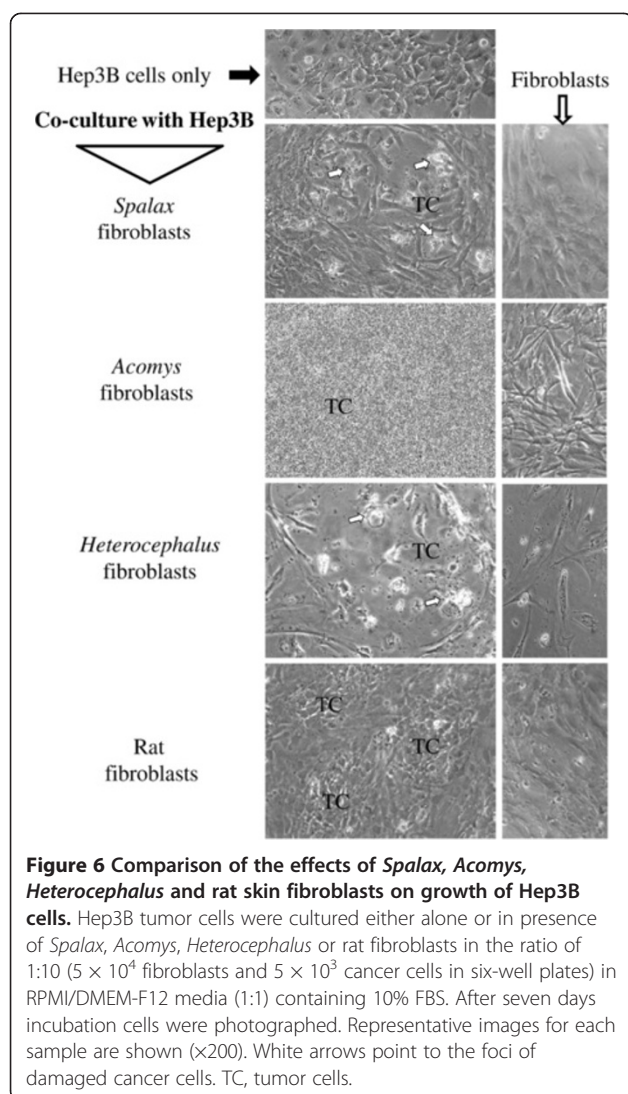 Hep3B cells only
Fibroblasts
Co-culture with Hep3B
Spalax
fibroblasts
TC
Acomys
fibroblasts
TC
Heterocephalus
fibroblasts
TC
Rat
fibroblasts
TC
TC
TC
Figure 6 Comparison of the effects of Spalax, Acomys,
Heterocephalus and rat skin fibroblasts on growth of Hep3B
cells. Hep3B tumor cells were cultured either alone or in presence
of Spalax, Acomys, Heterocephalus or rat fibroblasts in the ratio of
1:10 (5 × 10⁴ fibroblasts and 5 × 10³ cancer cells in six-well plates) in
RPMI/DMEM-F12 media (1:1) containing 10% FBS. After seven days
incubation cells were photographed. Representative images for each
sample are shown (×200). White arrows point to the foci of
damaged cancer cells. TC, tumor cells.